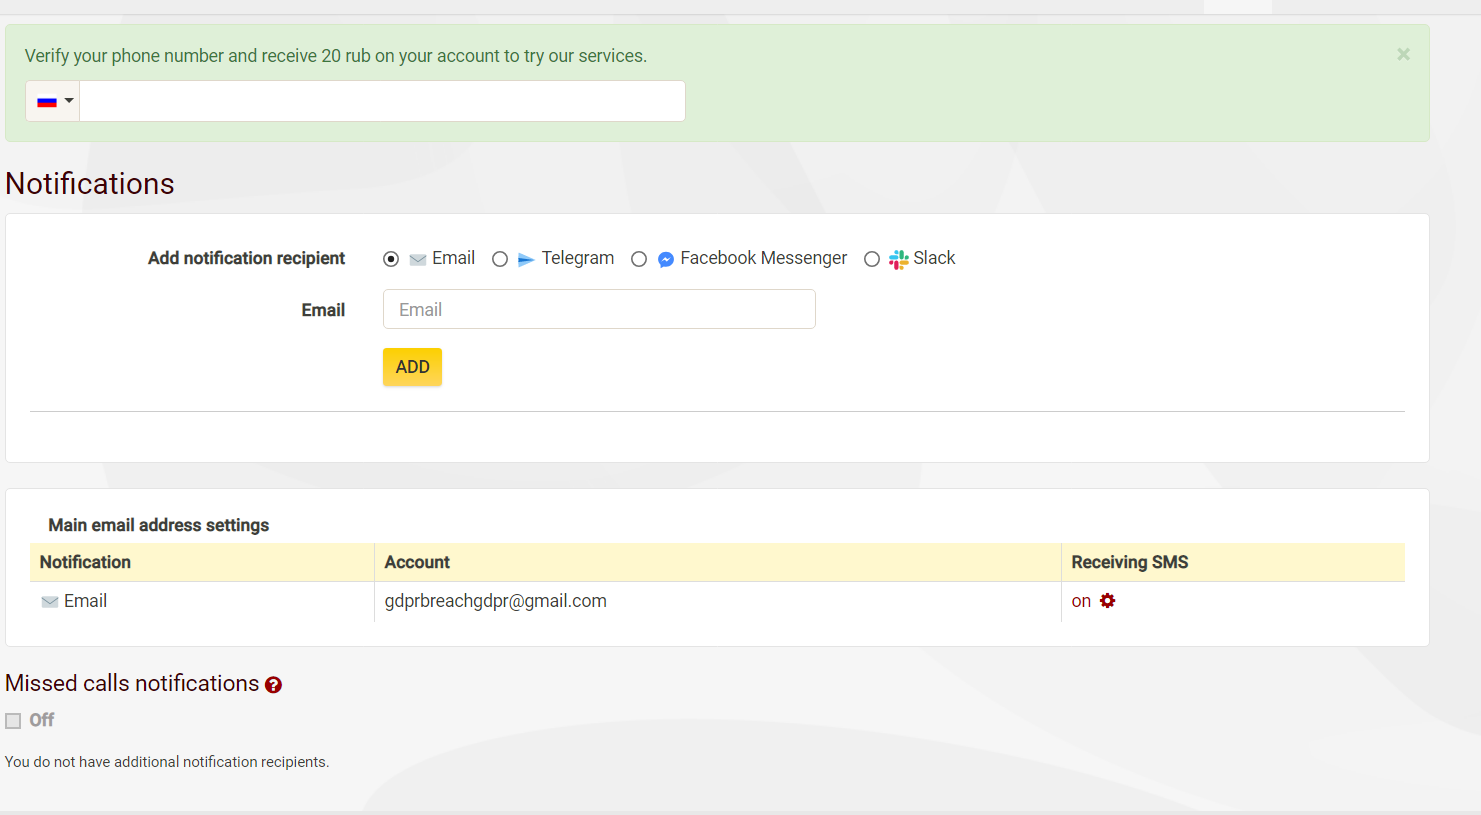 Verify your phone number and receive 20 rub on your account to try our services.
×
Notifications
Add notification recipient Email Telegram Facebook Messenger Slack
Email Email
ADD
Main email address settings
Notification Account Receiving SMS
Email gdprbreachgdpr@gmail.com on
Missed calls notifications ?
Off
You do not have additional notification recipients.